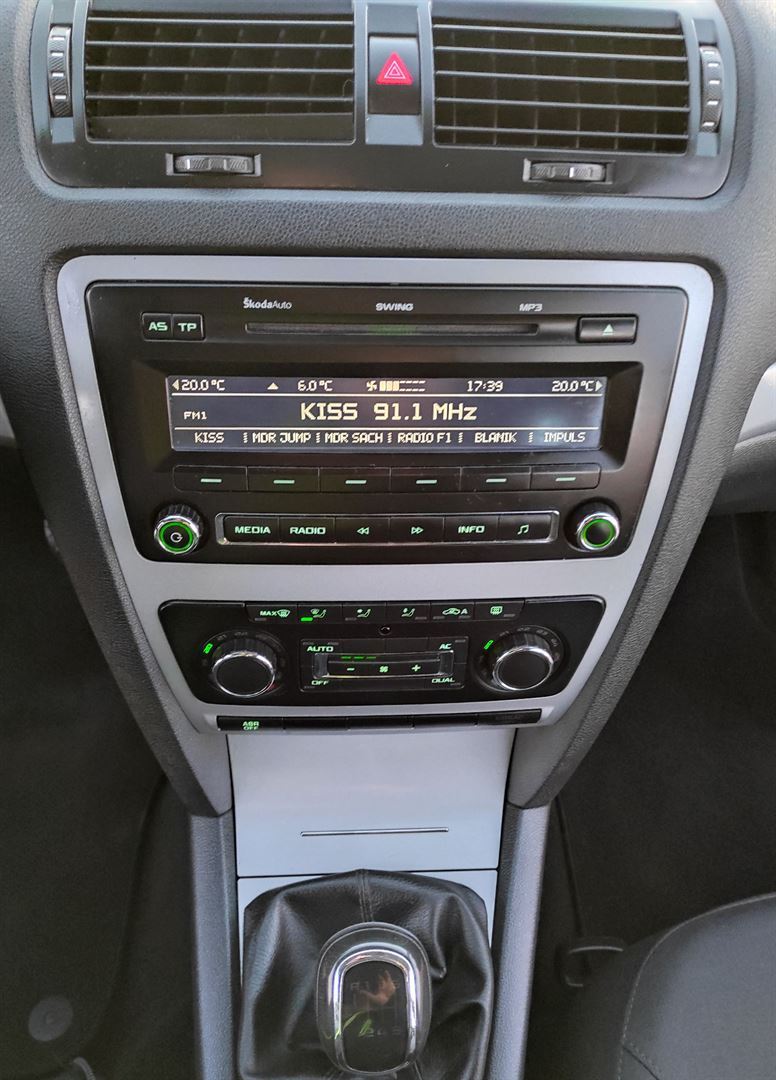 ŠkodaAuto SWING MP3
AS TP
20.0°C 6.0°C 17:39 20.0°C
FM1 KISS 91.1 MHz
KISS MDR JUMP MDR SACH RADIO F1 BLANIK IMPULS
MEDIA RADIO INFO
MAX A
AUTO AC
OFF DUAL
ASR
OFF